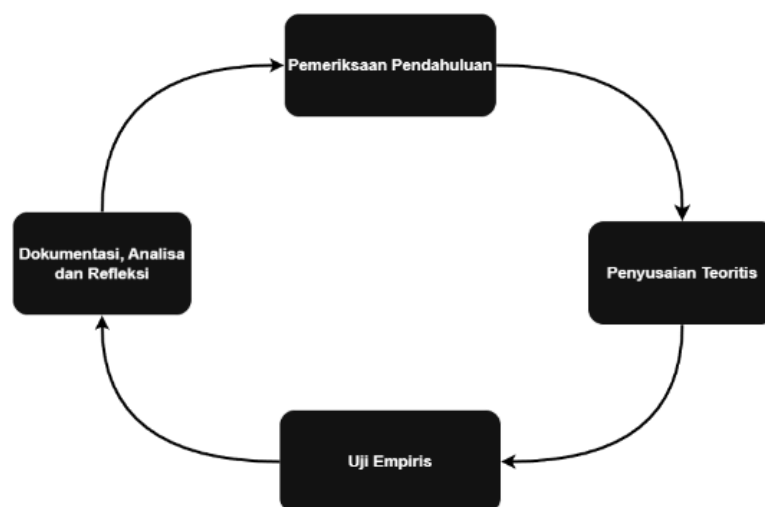 Pemeriksaan Pendahuluan
Penyusaian Teoritis
Uji Empiris
Dokumentasi, Analisa
dan Refleksi